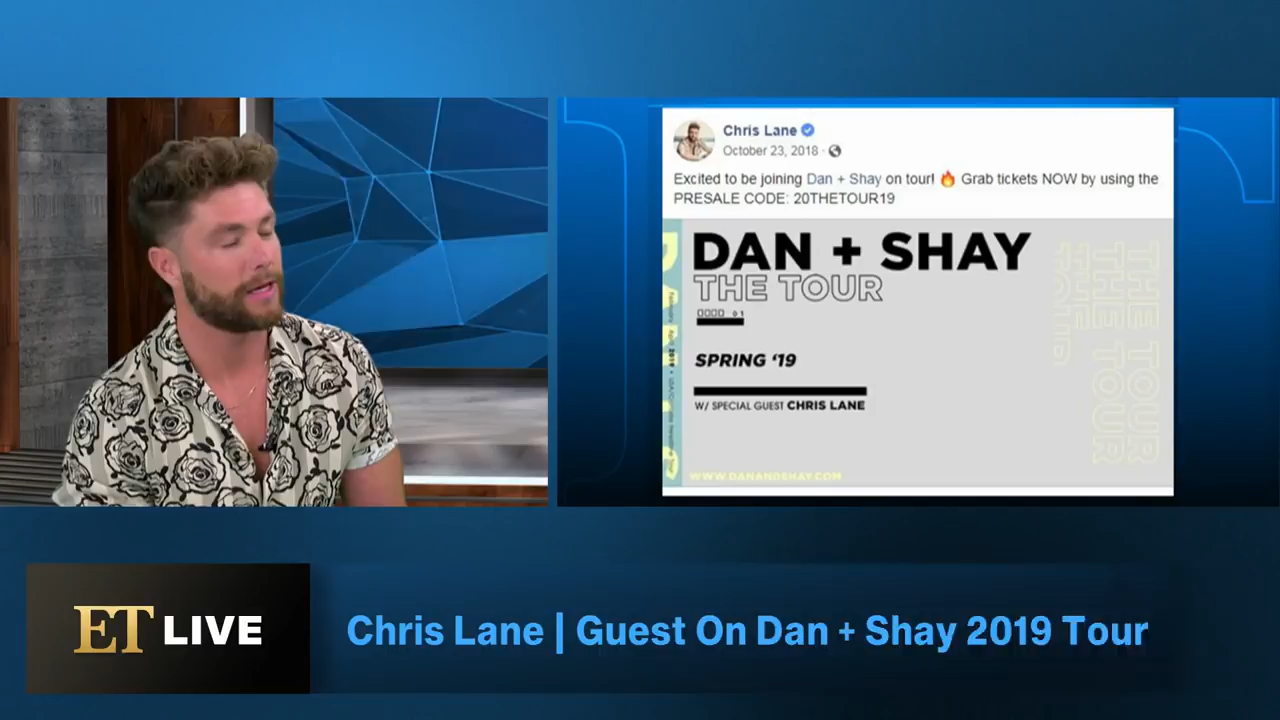 Chris Lane
October 23, 2018
Excited to be joining Dan + Shay on tour! 🔥 Grab tickets NOW by using the
PRESALE CODE: 20THETOUR19
DAN + SHAY
THE TOUR
SPRING ‘19
W/ SPECIAL GUEST CHRIS LANE
WWW.DANANDSHAY.COM
THE TOUR
THE TOUR
ET LIVE
Chris Lane | Guest On Dan + Shay 2019 Tour